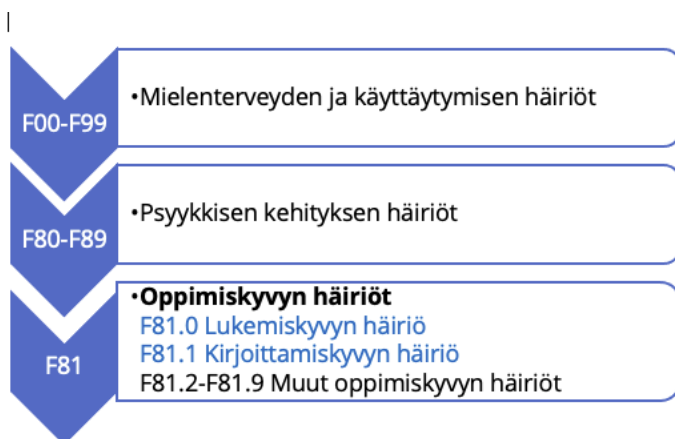 F00-F99
•Mielenterveyden ja käyttäytymisen häiriöt
F80-F89
•Psyykkisen kehityksen häiriöt
F81
•Oppimiskyvyn häiriöt
F81.0 Lukemiskyvyn häiriö
F81.1 Kirjoittamiskyvyn häiriö
F81.2-F81.9 Muut oppimiskyvyn häiriöt